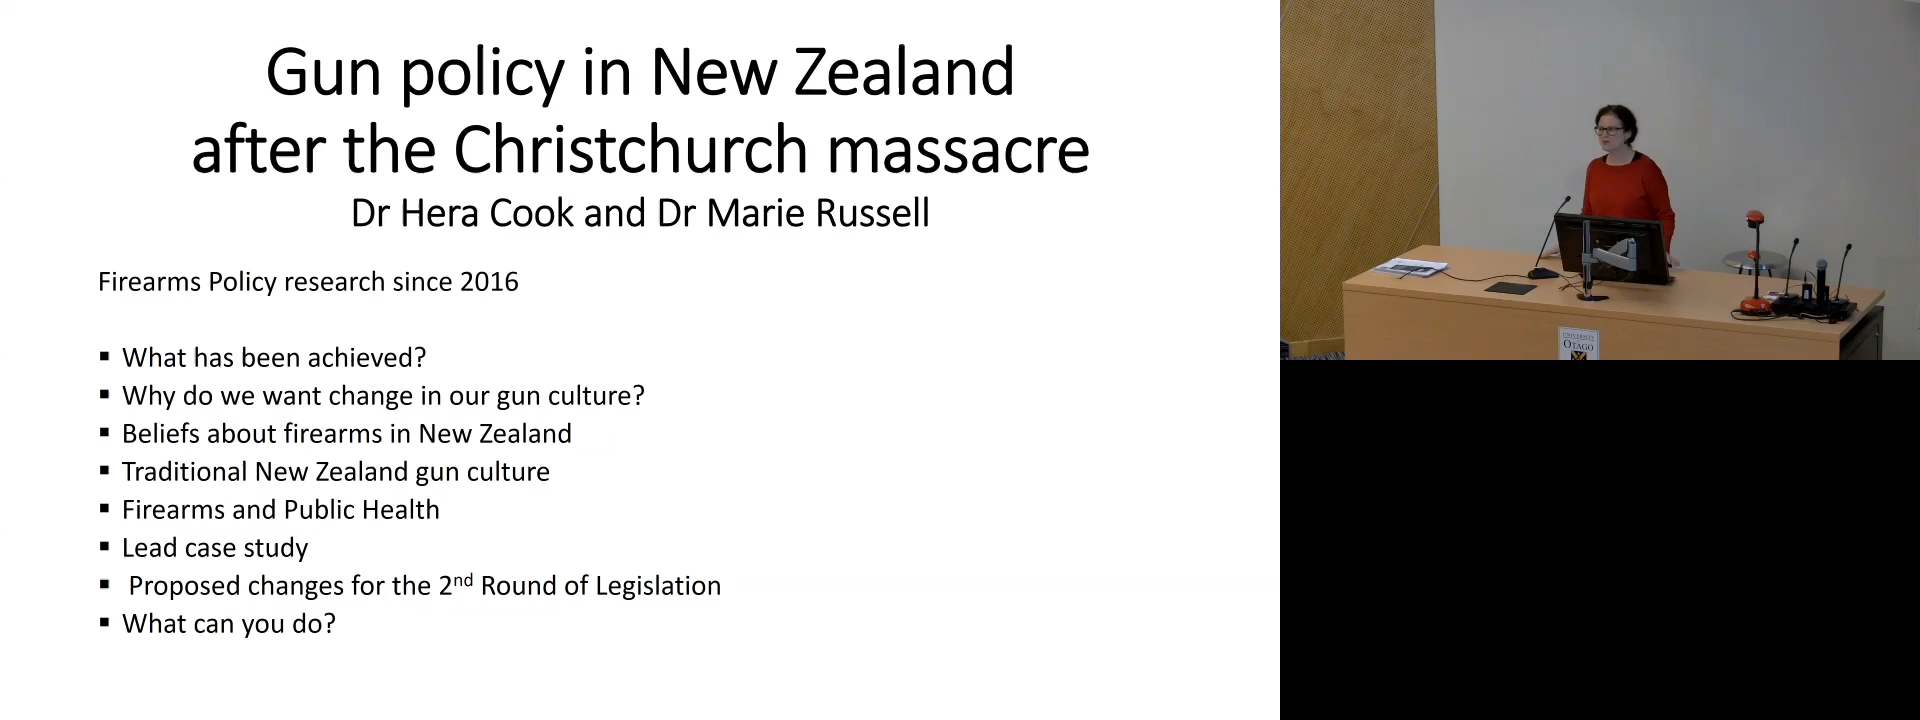 Gun policy in New Zealand
after the Christchurch massacre
Dr Hera Cook and Dr Marie Russell
Firearms Policy research since 2016
▪ What has been achieved?
▪ Why do we want change in our gun culture?
▪ Beliefs about firearms in New Zealand
▪ Traditional New Zealand gun culture
▪ Firearms and Public Health
▪ Lead case study
▪ Proposed changes for the 2nd Round of Legislation
▪ What can you do?
UNIVERSITY
OTAGO